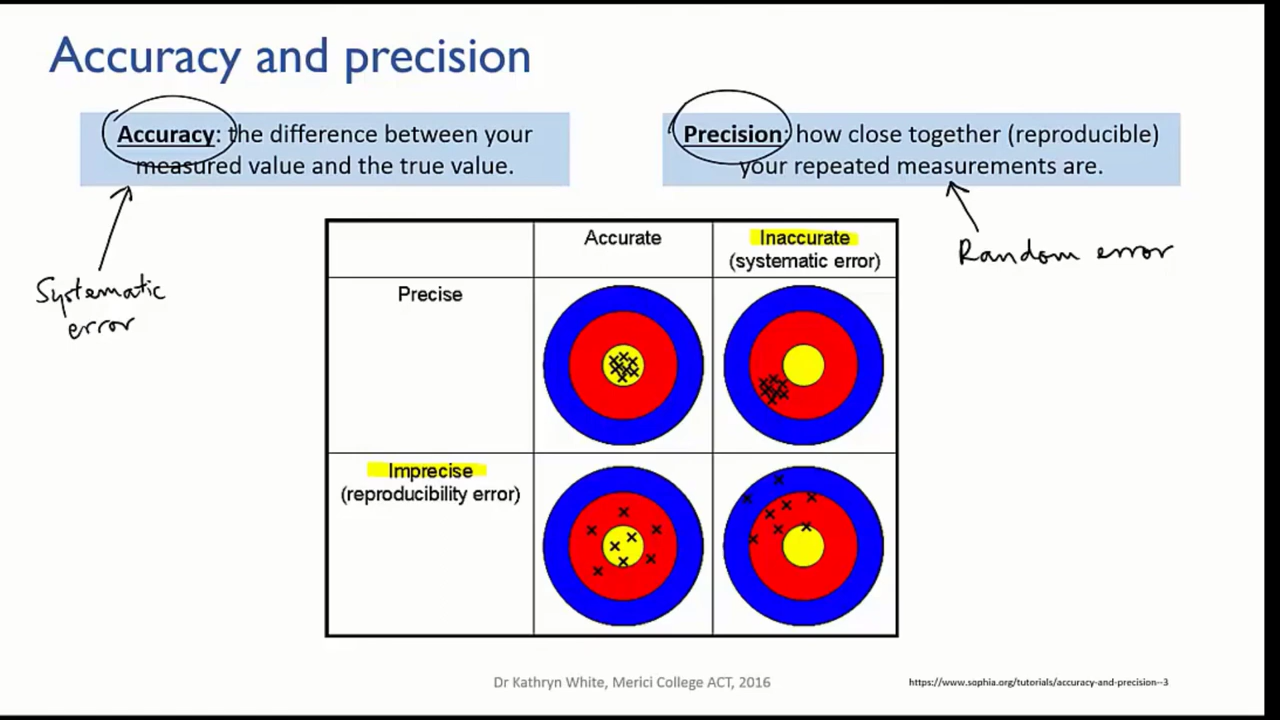 Accuracy and precision
Accuracy: the difference between your
measured value and the true value.
Precision: how close together (reproducible)
your repeated measurements are.
Systematic
error
Random error
Accurate
Inaccurate
(systematic error)
Precise
Imprecise
(reproducibility error)
Dr Kathryn White, Merici College ACT, 2016
https://www.sophia.org/tutorials/accuracy-and-precision--3